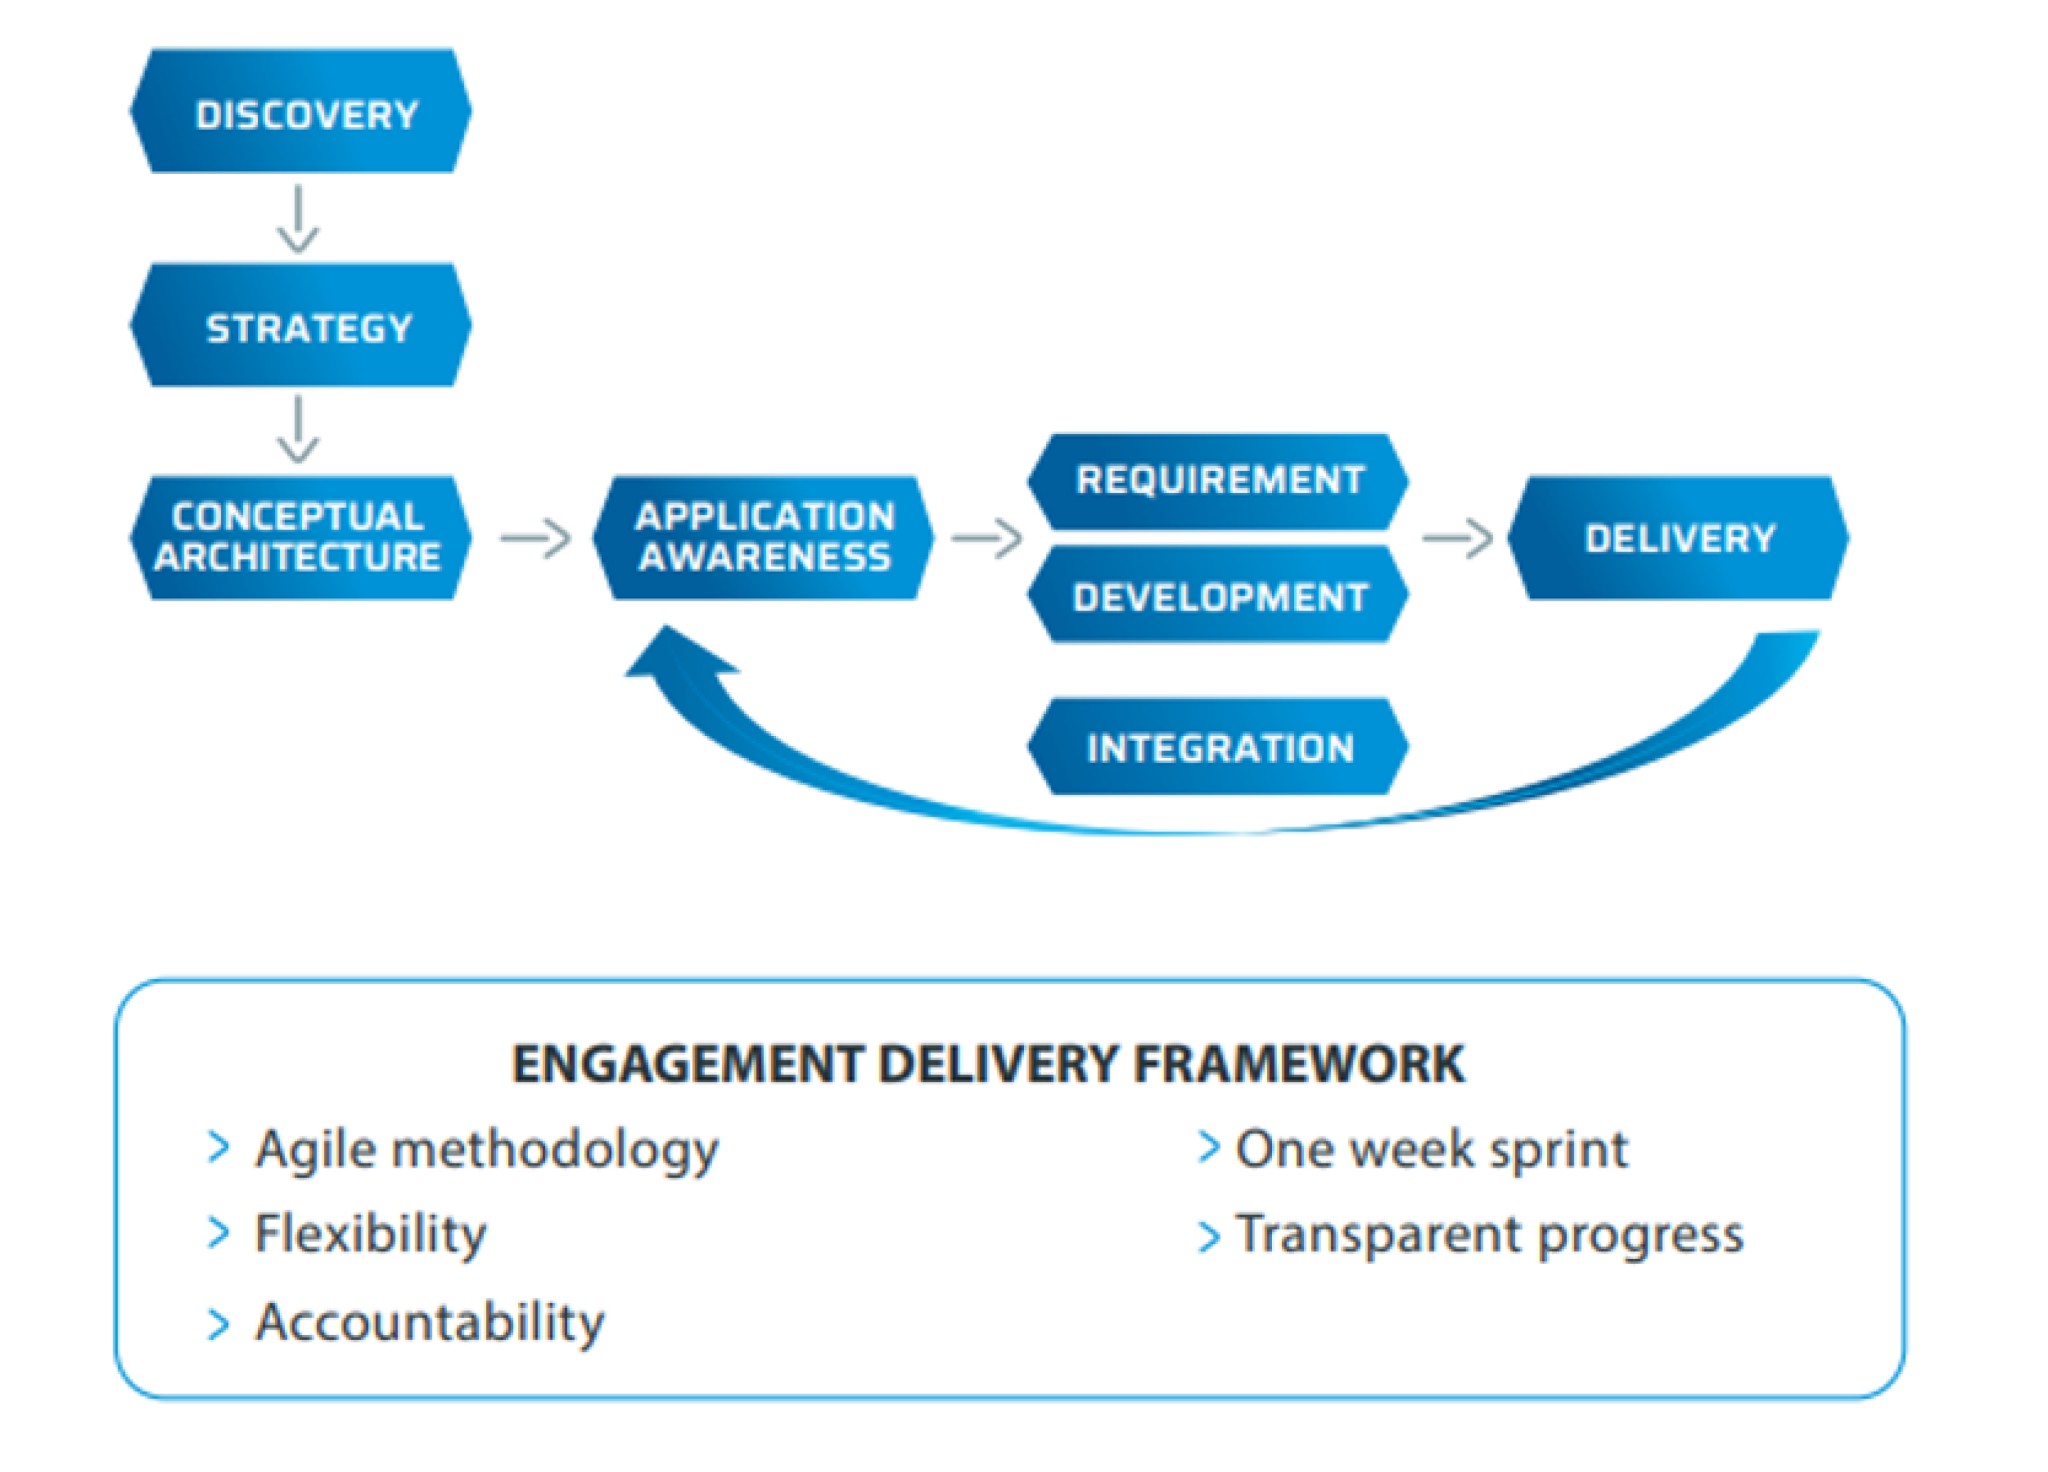 DISCOVERY
STRATEGY
CONCEPTUAL
ARCHITECTURE
APPLICATION
AWARENESS
REQUIREMENT
DEVELOPMENT
INTEGRATION
DELIVERY
ENGAGEMENT DELIVERY FRAMEWORK
> Agile methodology
> Flexibility
> Accountability
> One week sprint
> Transparent progress